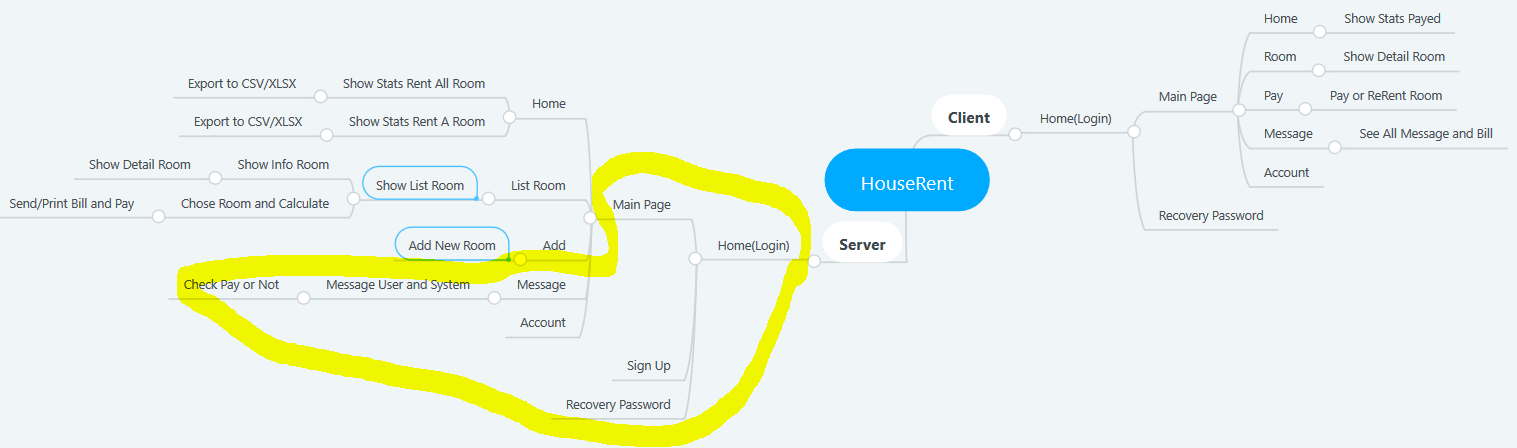 HouseRent
Client
Home(Login)
Main Page
Home
Show Stats Payed
Room
Show Detail Room
Pay
Pay or ReRent Room
Message
See All Message and Bill
Account
Recovery Password
Server
Home(Login)
Main Page
Home
Show Stats Rent All Room
Export to CSV/XLSX
Show Stats Rent A Room
Export to CSV/XLSX
List Room
Show List Room
Show Info Room
Show Detail Room
Chose Room and Calculate
Send/Print Bill and Pay
Add
Add New Room
Message
Message User and System
Check Pay or Not
Account
Sign Up
Recovery Password